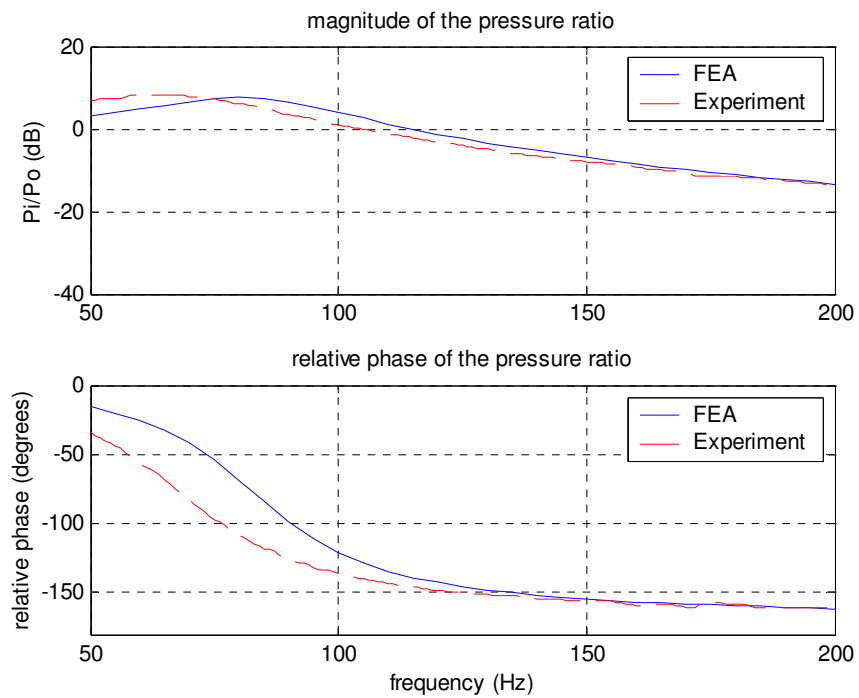 magnitude of the pressure ratio
20
0
-20
-40
Pi/Po (dB)
FEA
Experiment
50
100
150
200
relative phase of the pressure ratio
0
-50
-100
-150
relative phase (degrees)
FEA
Experiment
50
100
150
200
frequency (Hz)